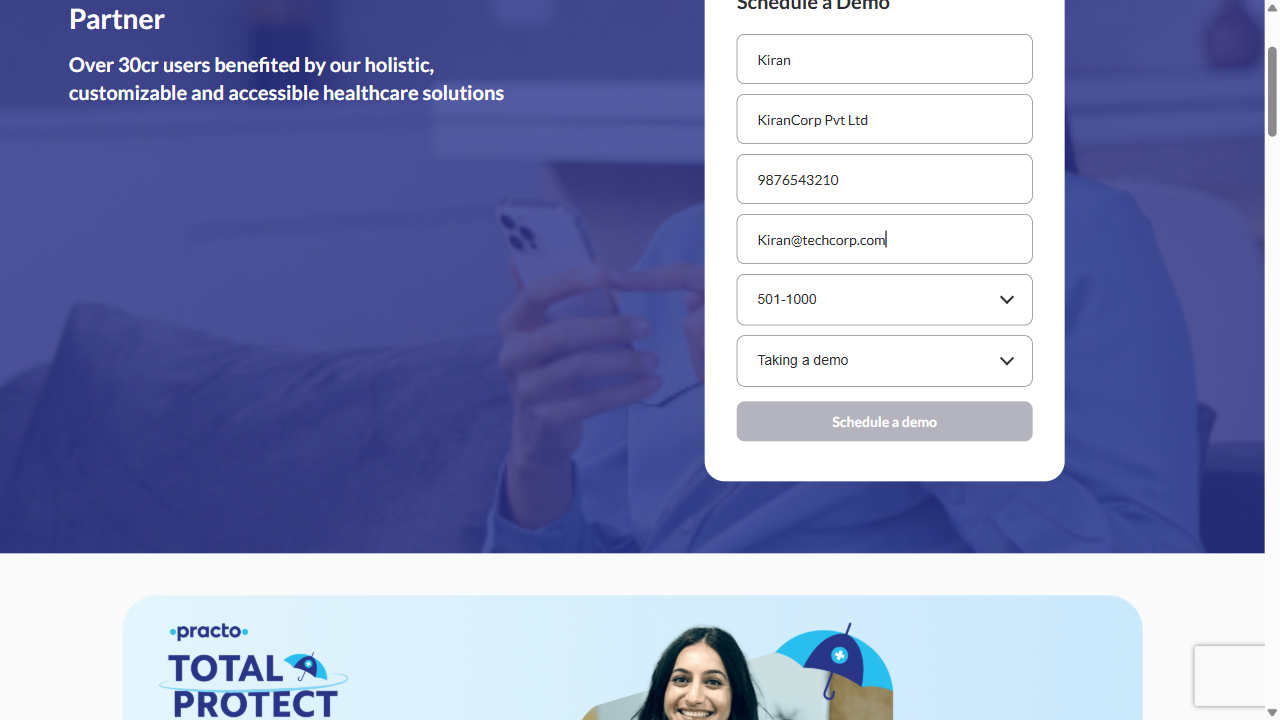 Partner
Over 30cr users benefited by our holistic,
customizable and accessible healthcare solutions
Schedule a Demo
Kiran
KiranCorp Pvt Ltd
9876543210
Kiran@techcorp.com
501-1000
Taking a demo
Schedule a demo
practo
TOTAL
PROTECT